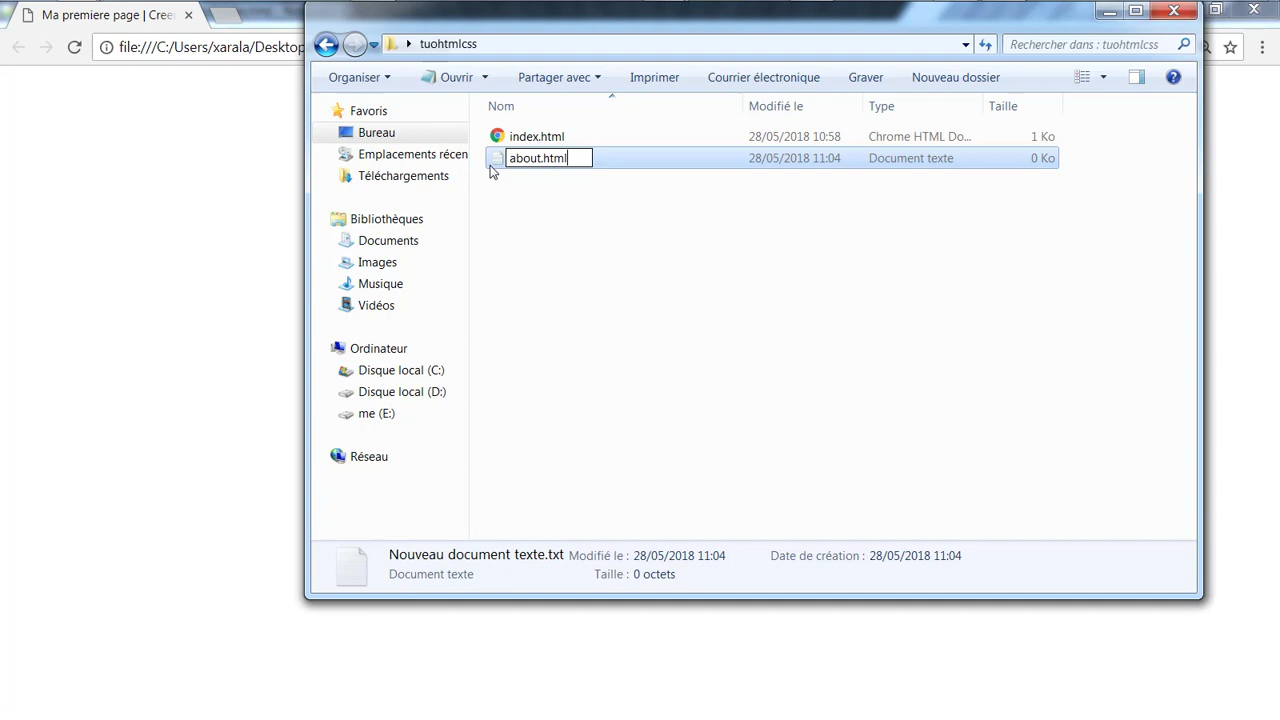 Ma premiere page | Cree
file:///C:/Users/xarala/Desktop
tuohtmlcss
Rechercher dans : tuohtmlcss
Organiser
Ouvrir
Partager avec
Imprimer
Courrier électronique
Graver
Nouveau dossier
Favoris
Bureau
Emplacements récen
Téléchargements
Bibliothèques
Documents
Images
Musique
Vidéos
Ordinateur
Disque local (C:)
Disque local (D:)
me (E:)
Réseau
Nom Modifié le Type Taille
index.html 28/05/2018 10:58 Chrome HTML Do... 1 Ko
about.html 28/05/2018 11:04 Document texte 0 Ko
Nouveau document texte.txt Modifié le : 28/05/2018 11:04 Date de création : 28/05/2018 11:04
Document texte Taille : 0 octets